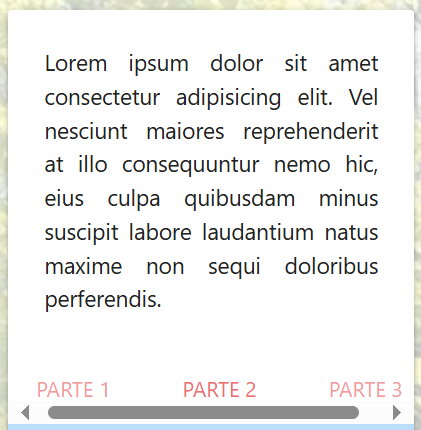 Lorem ipsum dolor sit amet
consectetur adipisicing elit. Vel
nesciunt maiores reprehenderit
at illo consequuntur nemo hic,
eius culpa quibusdam minus
suscipit labore laudantium natus
maxime non sequi doloribus
perferendis.
PARTE 1 PARTE 2 PARTE 3